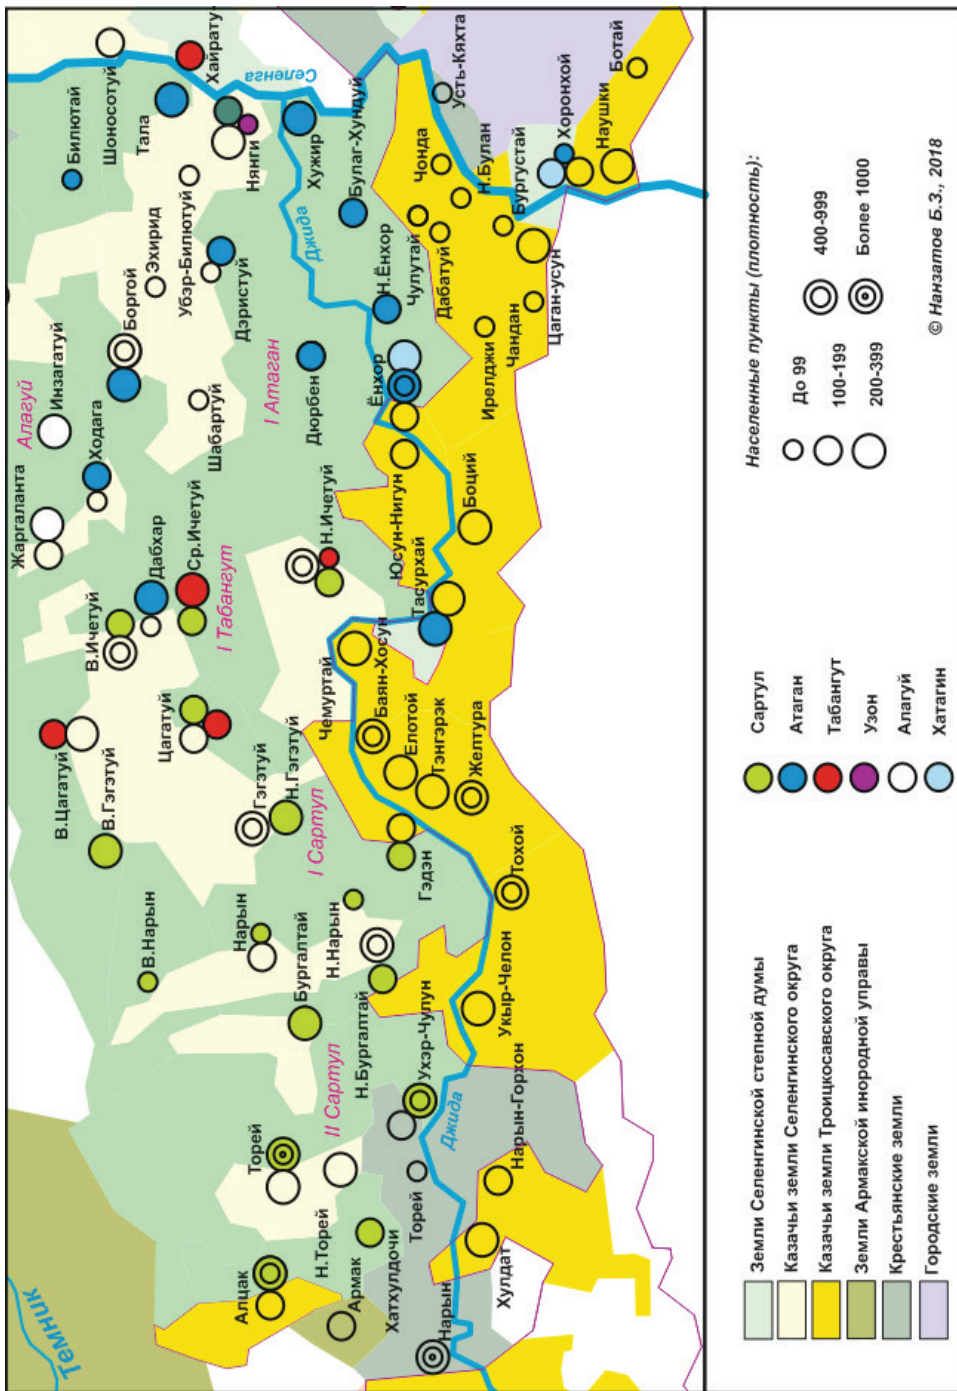 Темник
Алцак
Торей
Н.Торей
Армак
Хатхулдочи
Торей
Нарын
Хулдат
Нарын-Горхон
Джида
Ухэр-Чулун
II Сартул
Н.Бургалтай
Бургалтай
В.Нарын
Нарын
Н.Нарын
Укыр-Челон
Тохой
I Сартул
Гэдэн
В.Цагатуй
В.Гэгэтуй
Цагатуй
Гэгэтуй
Н.Гэгэтуй
Чемуртай
Баян-Хосун
Елотой
Тэнгэрэк
Желтура
В.Ичетуй
Дабхар
Ср.Ичетуй
I Табангут
Н.Ичетуй
Тасурхай
Юсун-Нигун
Боций
Жаргаланта
Алагуй
Инзагатуй
Ходага
Боргой
Эхирид
Шабартуй
I Атаган
Дюрбен
Ёнхор
Н.Ёнхор
Ирелджи
Чандан
Цаган-усун
Убэр-Билютуй
Дэристуй
Билютай
Шоносотуй
Тала
Хайрату
Нянги
Селенга
Хужир
Джида
Булаг-Хундуй
Чулутай
Дабатуй
Чонда
Н.Булан
Бургустай
Усть-Кяхта
Хоронхой
Наушки
Ботай
Земли Селенгинской степной думы
Казачьи земли Селенгинского округа
Казачьи земли Троицкосавского округа
Земли Армакской инородной управы
Крестьянские земли
Городские земли
Сартул
Атаган
Табангут
Узон
Алагуй
Хатагин
Населенные пункты (плотность):
До 99
100-199
200-399
400-999
Более 1000
© Нанзатов Б.З., 2018